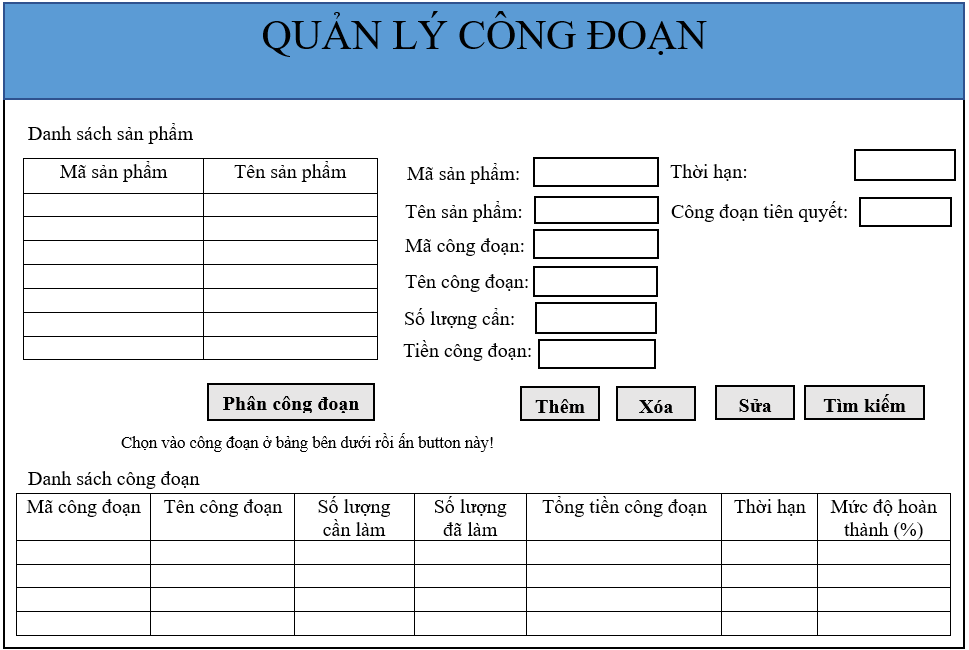 QUẢN LÝ CÔNG ĐOẠN
Danh sách sản phẩm
Mã sản phẩm
Tên sản phẩm
Mã sản phẩm:
Thời hạn:
Tên sản phẩm:
Công đoạn tiên quyết:
Mã công đoạn:
Tên công đoạn:
Số lượng cần:
Tiền công đoạn:
Phân công đoạn
Thêm
Xóa
Sửa
Tìm kiếm
Chọn vào công đoạn ở bảng bên dưới rồi ấn button này!
Danh sách công đoạn
Mã công đoạn
Tên công đoạn
Số lượng
cần làm
Số lượng
đã làm
Tổng tiền công đoạn
Thời hạn
Mức độ hoàn
thành (%)